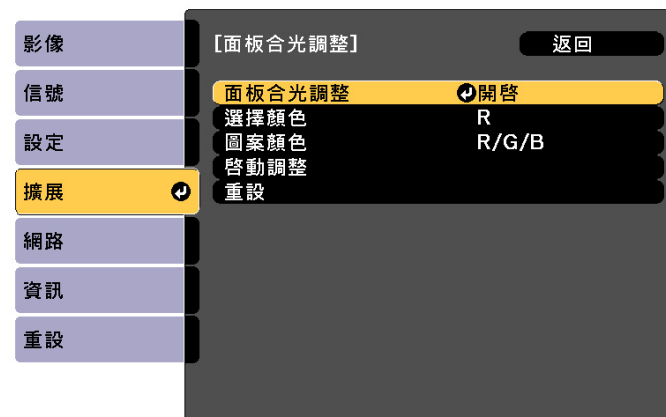 影像
信號
設定
擴展
網路
資訊
重設
[面板合光調整] 返回
面板合光調整 開啓
選擇顏色 R
圖案顏色 R/G/B
啓動調整
重設